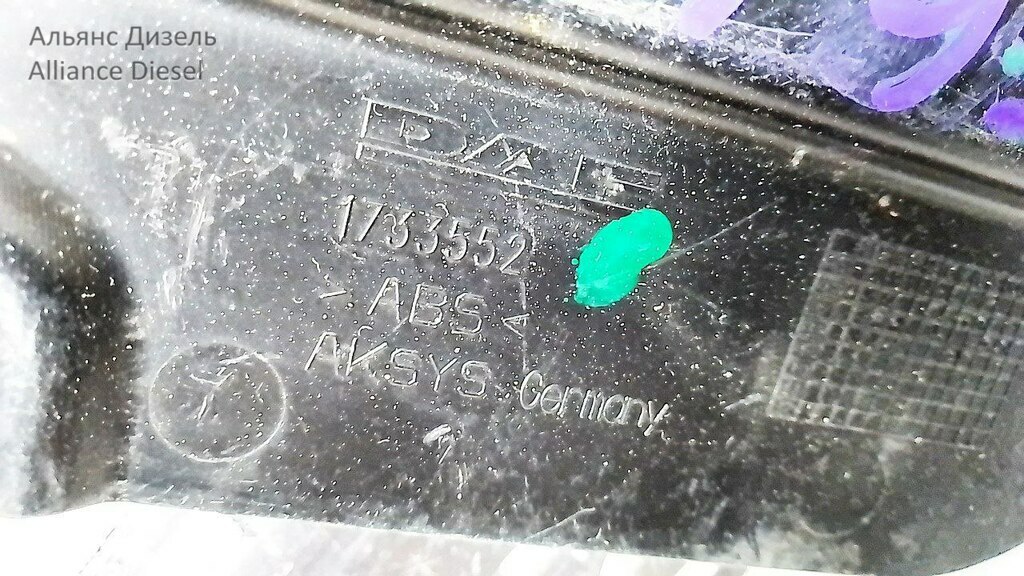 Альянс Дизель
Alliance Diesel
DAF
1733552
> ABS <
AKSYS Germany